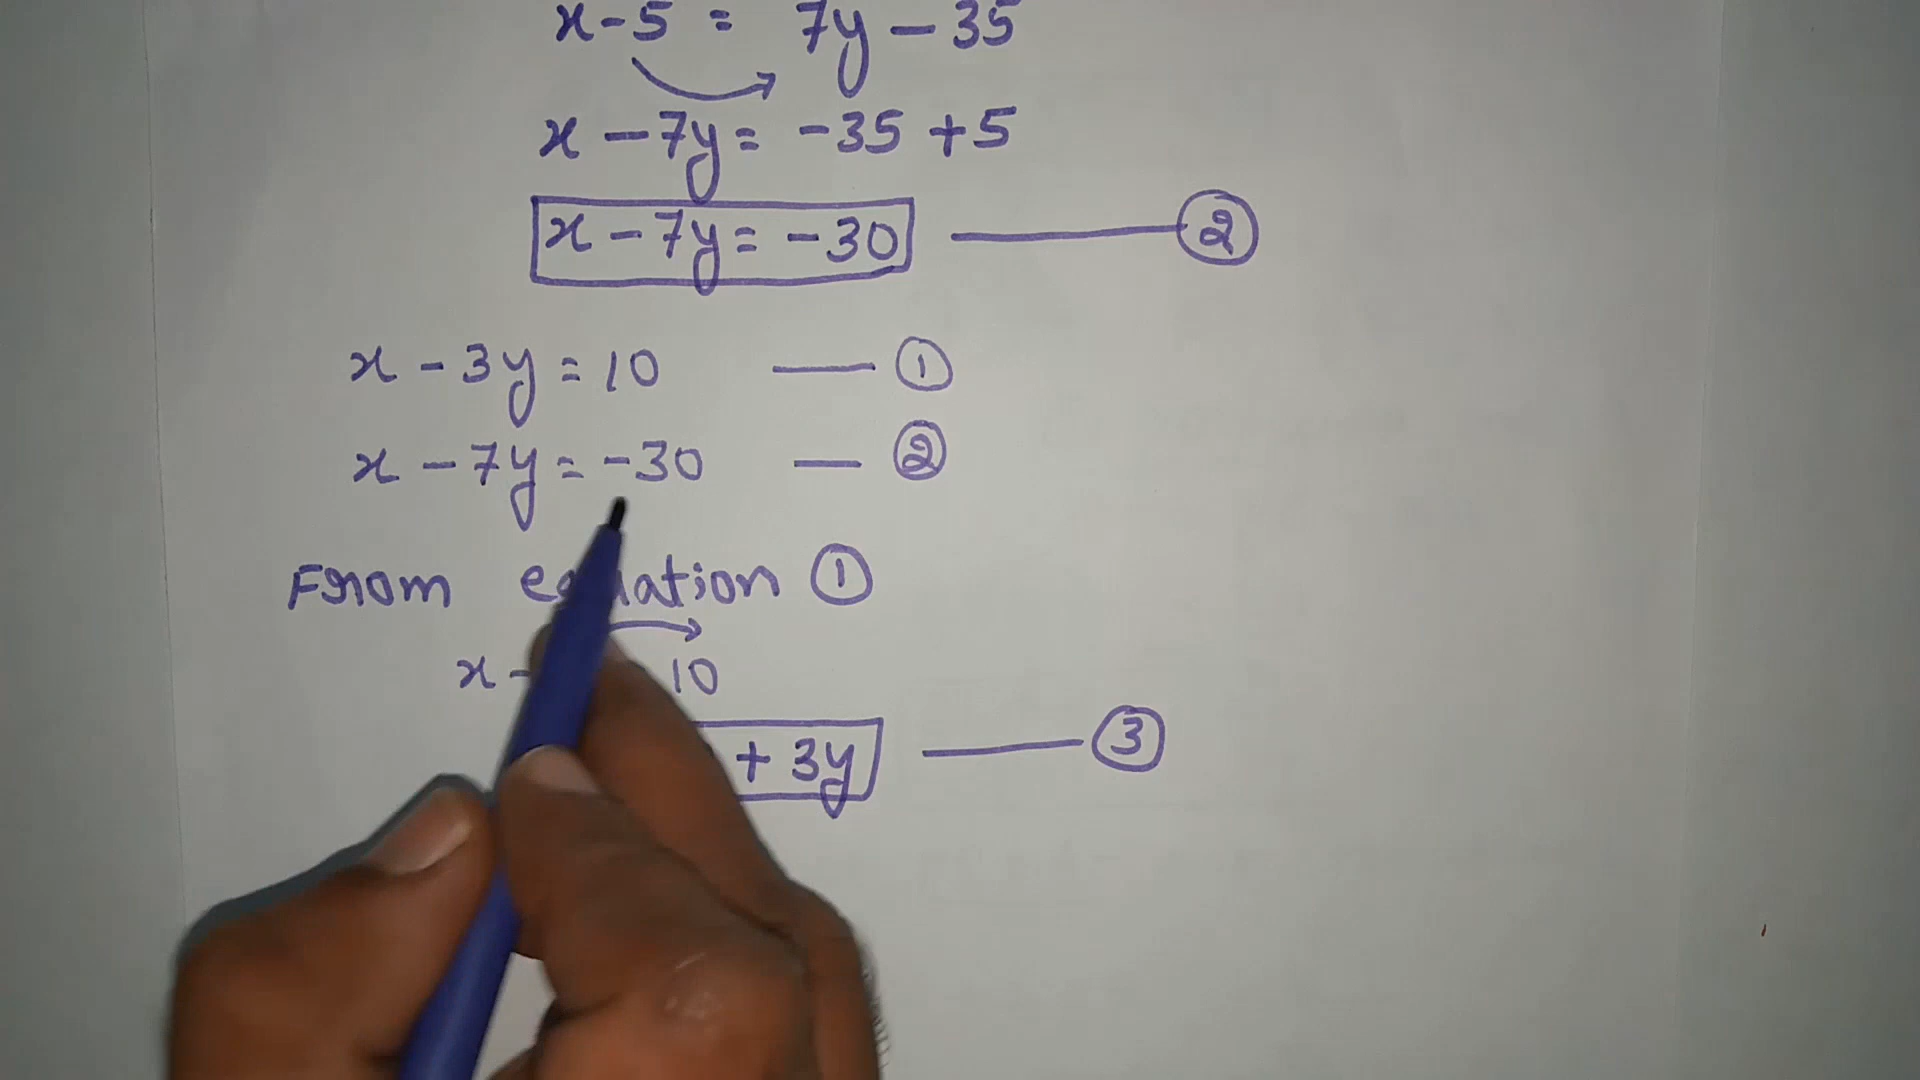 x - 5 = 7y - 35
x - 7y = -35 + 5
x - 7y = -30 ——— ②
x - 3y = 10 —— ①
x - 7y = -30 — ②
From equation ①
x - 10
+ 3y ——— ③